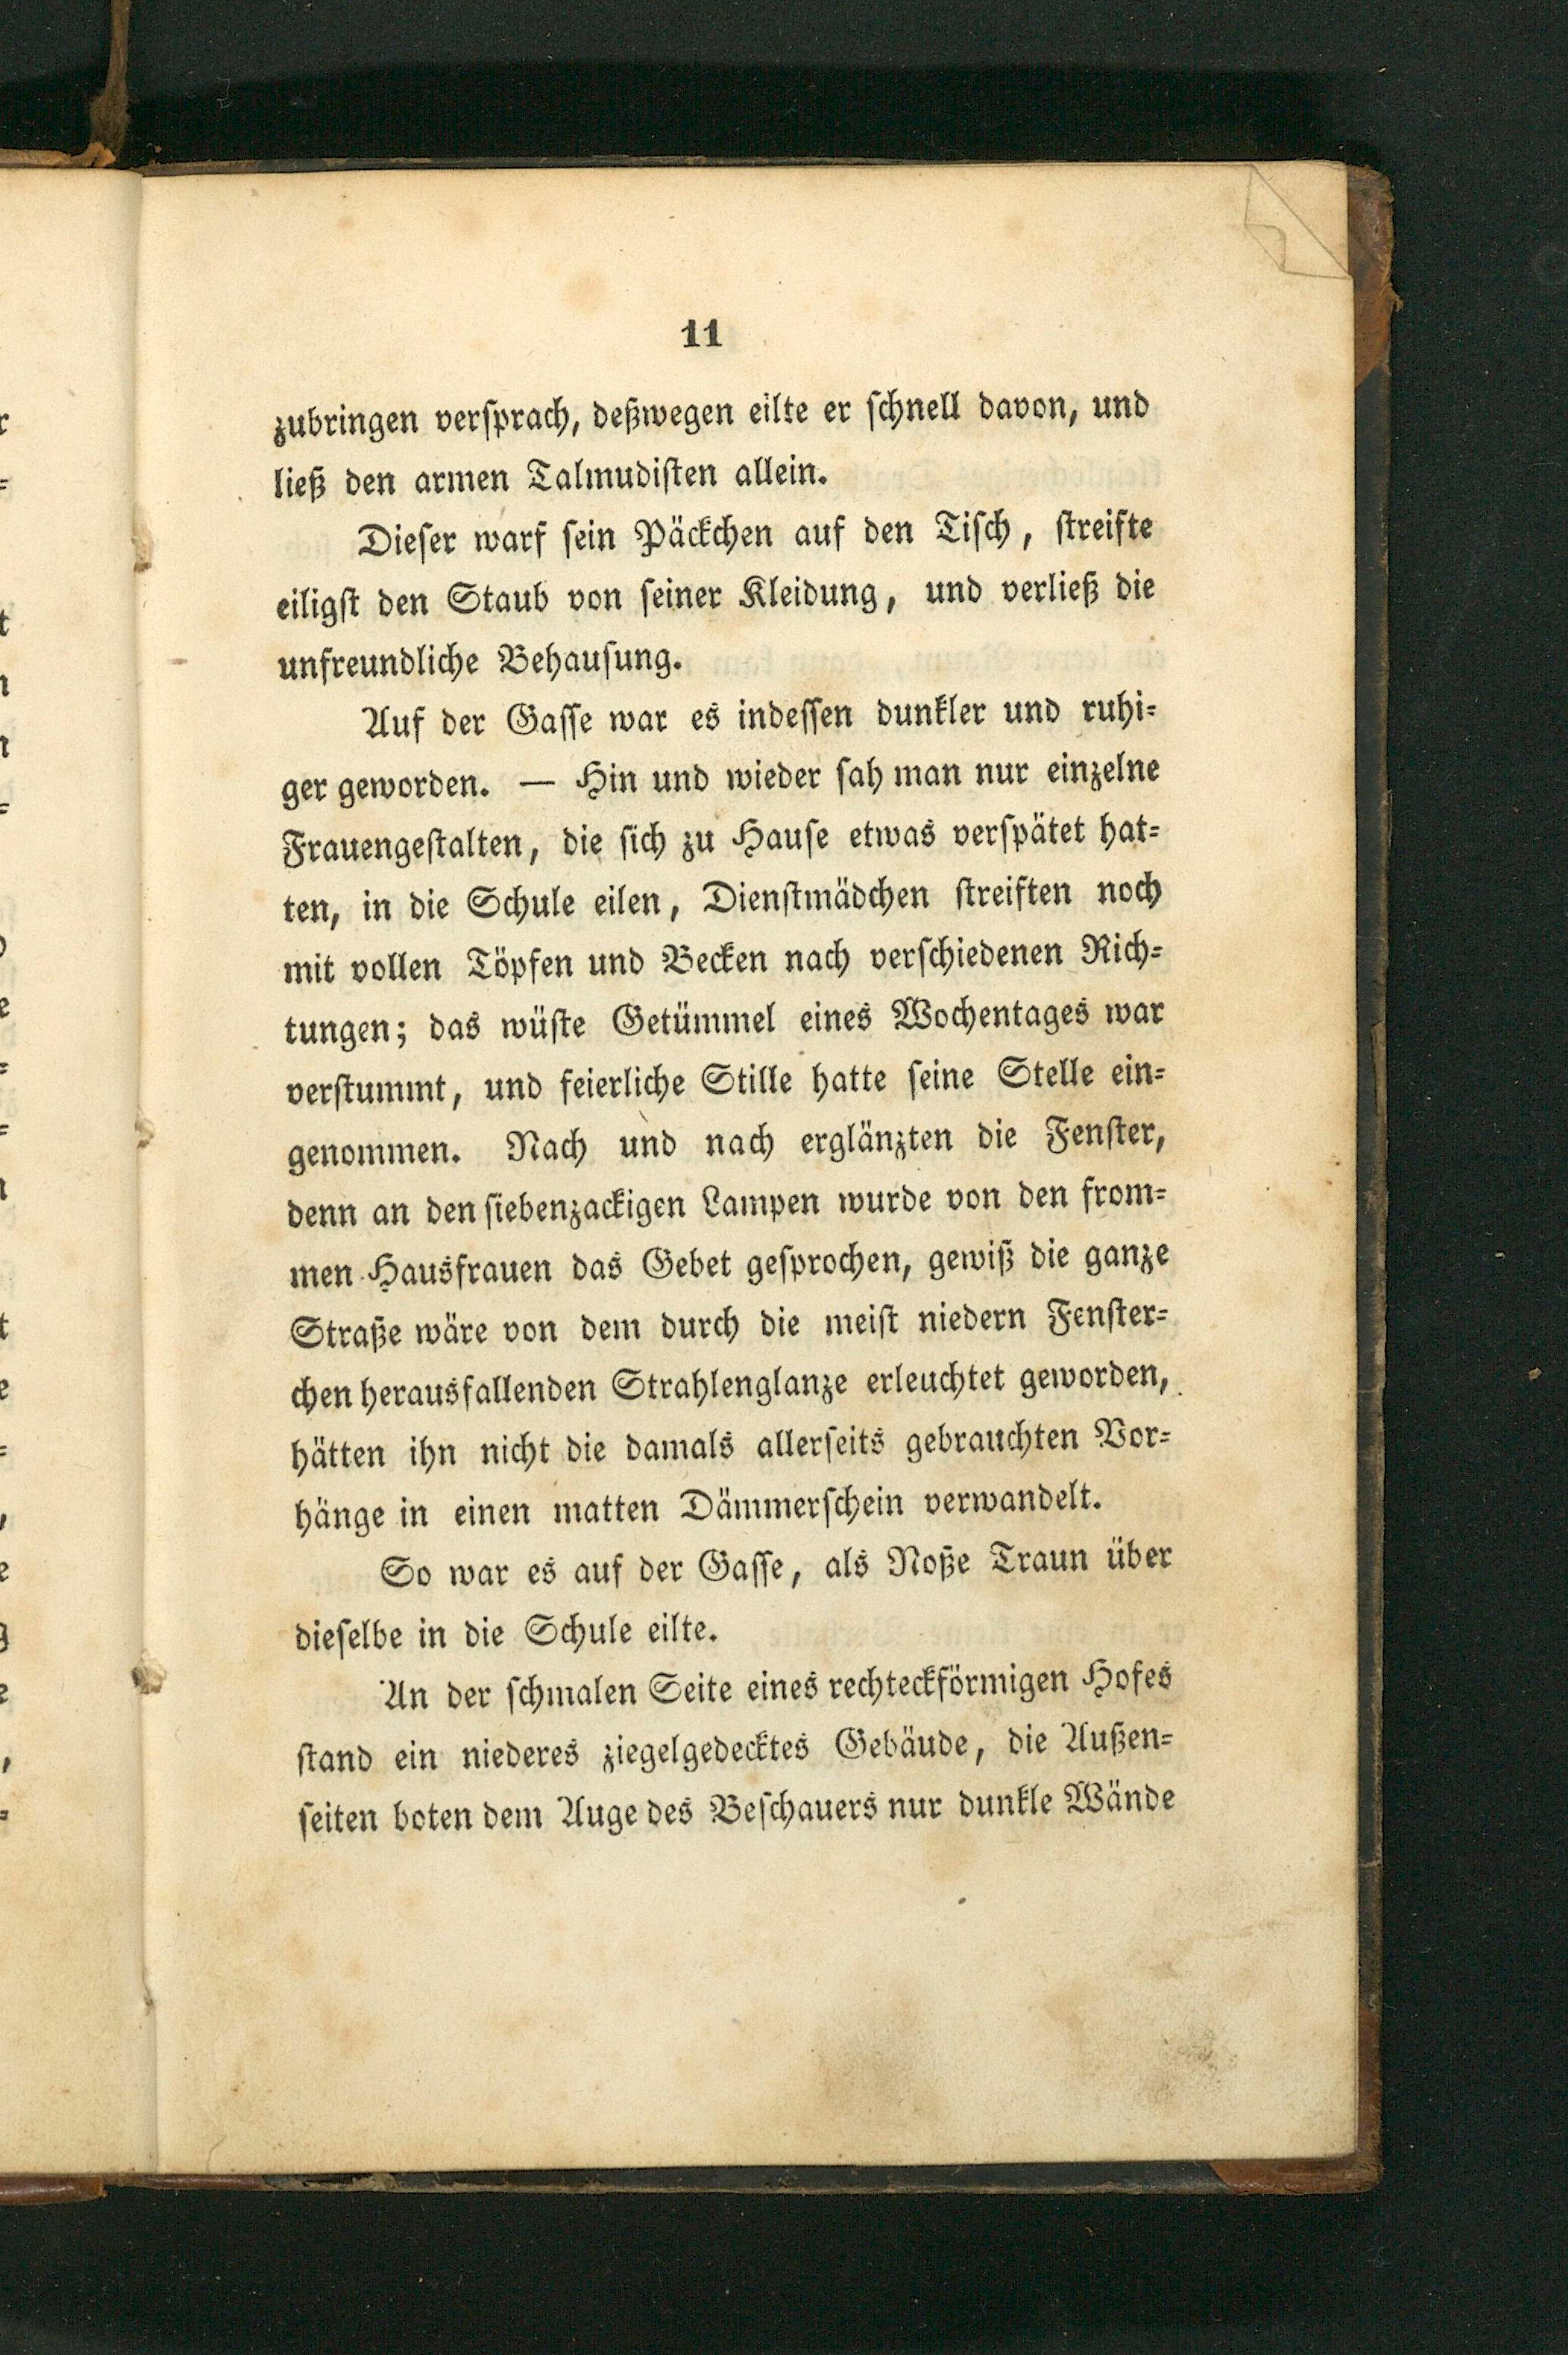 11
zubringen versprach, deßwegen eilte er schnell davon, und
ließ den armen Talmudisten allein.
Dieser warf sein Päckchen auf den Tisch, streifte
eiligst den Staub von seiner Kleidung, und verließ die
unfreundliche Behausung.
Auf der Gasse war es indessen dunkler und ruhi=
ger geworden. — Hin und wieder sah man nur einzelne
Frauengestalten, die sich zu Hause etwas verspätet hat=
ten, in die Schule eilen, Dienstmädchen streiften noch
mit vollen Töpfen und Becken nach verschiedenen Rich=
tungen; das wüste Getümmel eines Wochentages war
verstummt, und feierliche Stille hatte seine Stelle ein=
genommen. Nach und nach erglänzten die Fenster,
denn an den siebenzackigen Lampen wurde von den from=
men Hausfrauen das Gebet gesprochen, gewiß die ganze
Straße wäre von dem durch die meist niedern Fenster=
chen herausfallenden Strahlenglanze erleuchtet geworden,
hätten ihn nicht die damals allerseits gebrauchten Vor=
hänge in einen matten Dämmerschein verwandelt.
So war es auf der Gasse, als Noße Traun über
dieselbe in die Schule eilte.
An der schmalen Seite eines rechteckförmigen Hofes
stand ein niederes ziegelgedecktes Gebäude, die Außen=
seiten boten dem Auge des Beschauers nur dunkle Wände